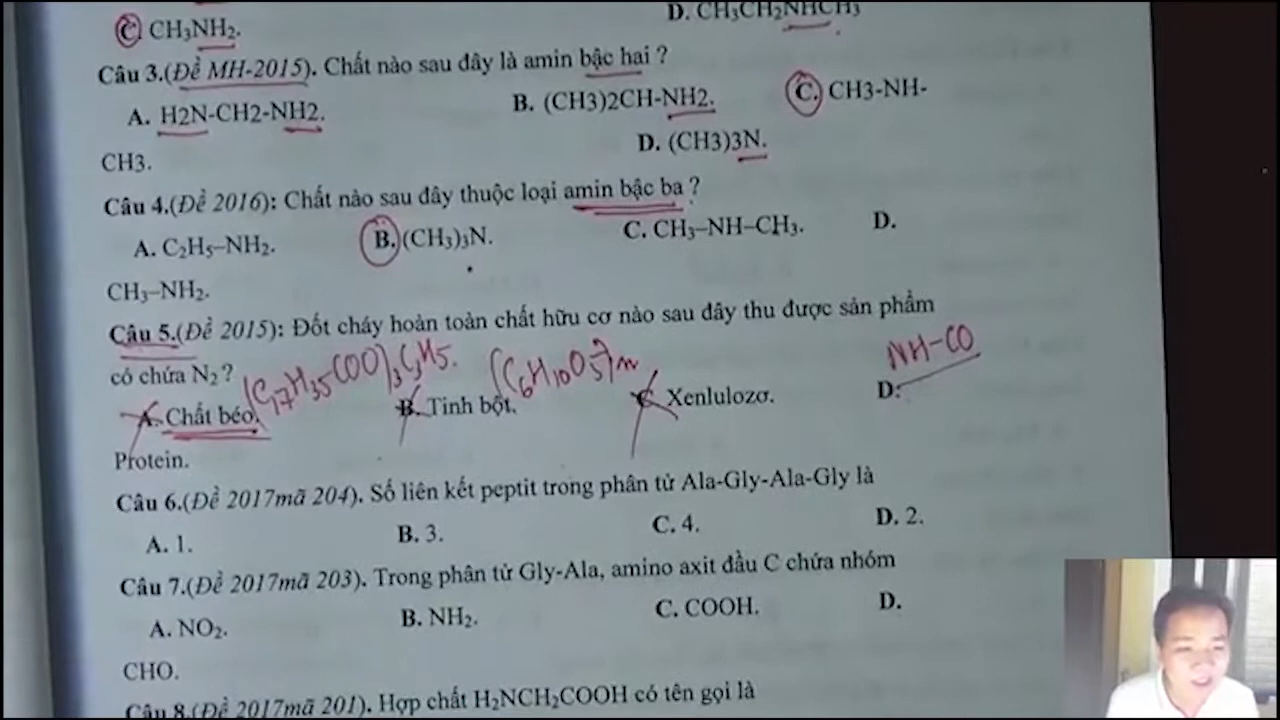 C. CH₃NH₂.
D. CH₃CH₂NHCH₃
Câu 3.(Đề MH-2015). Chất nào sau đây là amin bậc hai ?
A. H2N-CH2-NH2.
B. (CH3)2CH-NH2.
C. CH3-NH-
CH3.
D. (CH3)3N.
Câu 4.(Đề 2016): Chất nào sau đây thuộc loại amin bậc ba ?
A. C₂H₅–NH₂.
B. (CH₃)₃N.
C. CH₃–NH–CH₃.
D.
CH₃–NH₂.
Câu 5.(Đề 2015): Đốt cháy hoàn toàn chất hữu cơ nào sau đây thu được sản phẩm
có chứa N₂ ?
(C₁₇H₃₅COO)₃C₃H₅.
(C₆H₁₀O₅)n
NH-CO
A. Chất béo.
B. Tinh bột.
C. Xenlulozơ.
D.
Protein.
Câu 6.(Đề 2017mã 204). Số liên kết peptit trong phân tử Ala-Gly-Ala-Gly là
A. 1.
B. 3.
C. 4.
D. 2.
Câu 7.(Đề 2017mã 203). Trong phân tử Gly-Ala, amino axit đầu C chứa nhóm
A. NO₂.
B. NH₂.
C. COOH.
D.
CHO.
Câu 8.(Đề 2017mã 201). Hợp chất H₂NCH₂COOH có tên gọi là